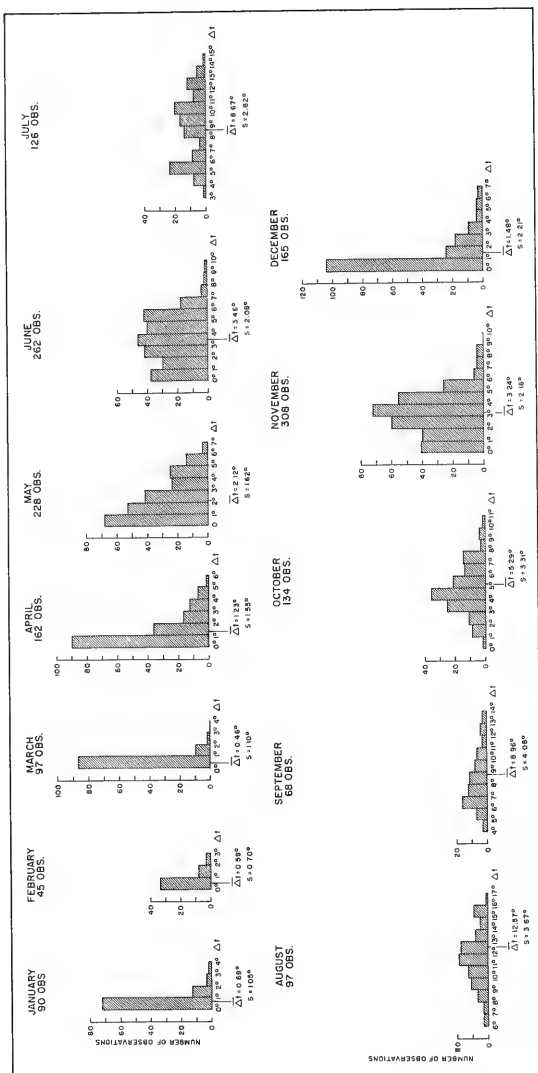 JANUARY
90 OBS
NUMBER OF OBSERVATIONS
80
60
40
20
0
0° 1° 2° 3° 4° Δt
Δt = 0.69°
S = 1.05°
FEBRUARY
45 OBS.
40
20
0
0° 1° 2° 3° Δt
Δt = 0.59°
S = 0.70°
MARCH
97 OBS.
100
80
60
40
20
0
0° 1° 2° 3° 4° Δt
Δt = 0.46°
S = 1.10°
APRIL
162 OBS.
100
80
60
40
20
0
0° 1° 2° 3° 4° 5° 6° Δt
Δt = 1.23°
S = 1.55°
MAY
228 OBS.
80
60
40
20
0
0° 1° 2° 3° 4° 5° 6° 7° Δt
Δt = 2.12°
S = 1.62°
JUNE
262 OBS.
60
40
20
0
0° 1° 2° 3° 4° 5° 6° 7° 8° 9° 10° Δt
Δt = 3.46°
S = 2.08°
JULY
126 OBS.
40
20
0
3° 4° 5° 6° 7° 8° 9° 10° 11° 12° 13° 14° 15° Δt
Δt = 8.67°
S = 2.82°
AUGUST
97 OBS.
NUMBER OF OBSERVATIONS
0
6° 7° 8° 9° 10° 11° 12° 13° 14° 15° 16° 17° Δt
Δt = 12.57°
S = 3.67°
SEPTEMBER
68 OBS.
20
0
4° 5° 6° 7° 8° 9° 10° 11° 12° 13° 14° Δt
Δt = 8.96°
S = 4.08°
OCTOBER
134 OBS.
40
20
0
0° 1° 2° 3° 4° 5° 6° 7° 8° 9° 10° 11° Δt
Δt = 5.29°
S = 3.31°
NOVEMBER
308 OBS.
80
60
40
20
0
0° 1° 2° 3° 4° 5° 6° 7° 8° 9° 10° Δt
Δt = 3.24°
S = 2.16°
DECEMBER
165 OBS.
120
100
80
60
40
20
0
0° 1° 2° 3° 4° 5° 6° 7° Δt
Δt = 1.48°
S = 2.21°